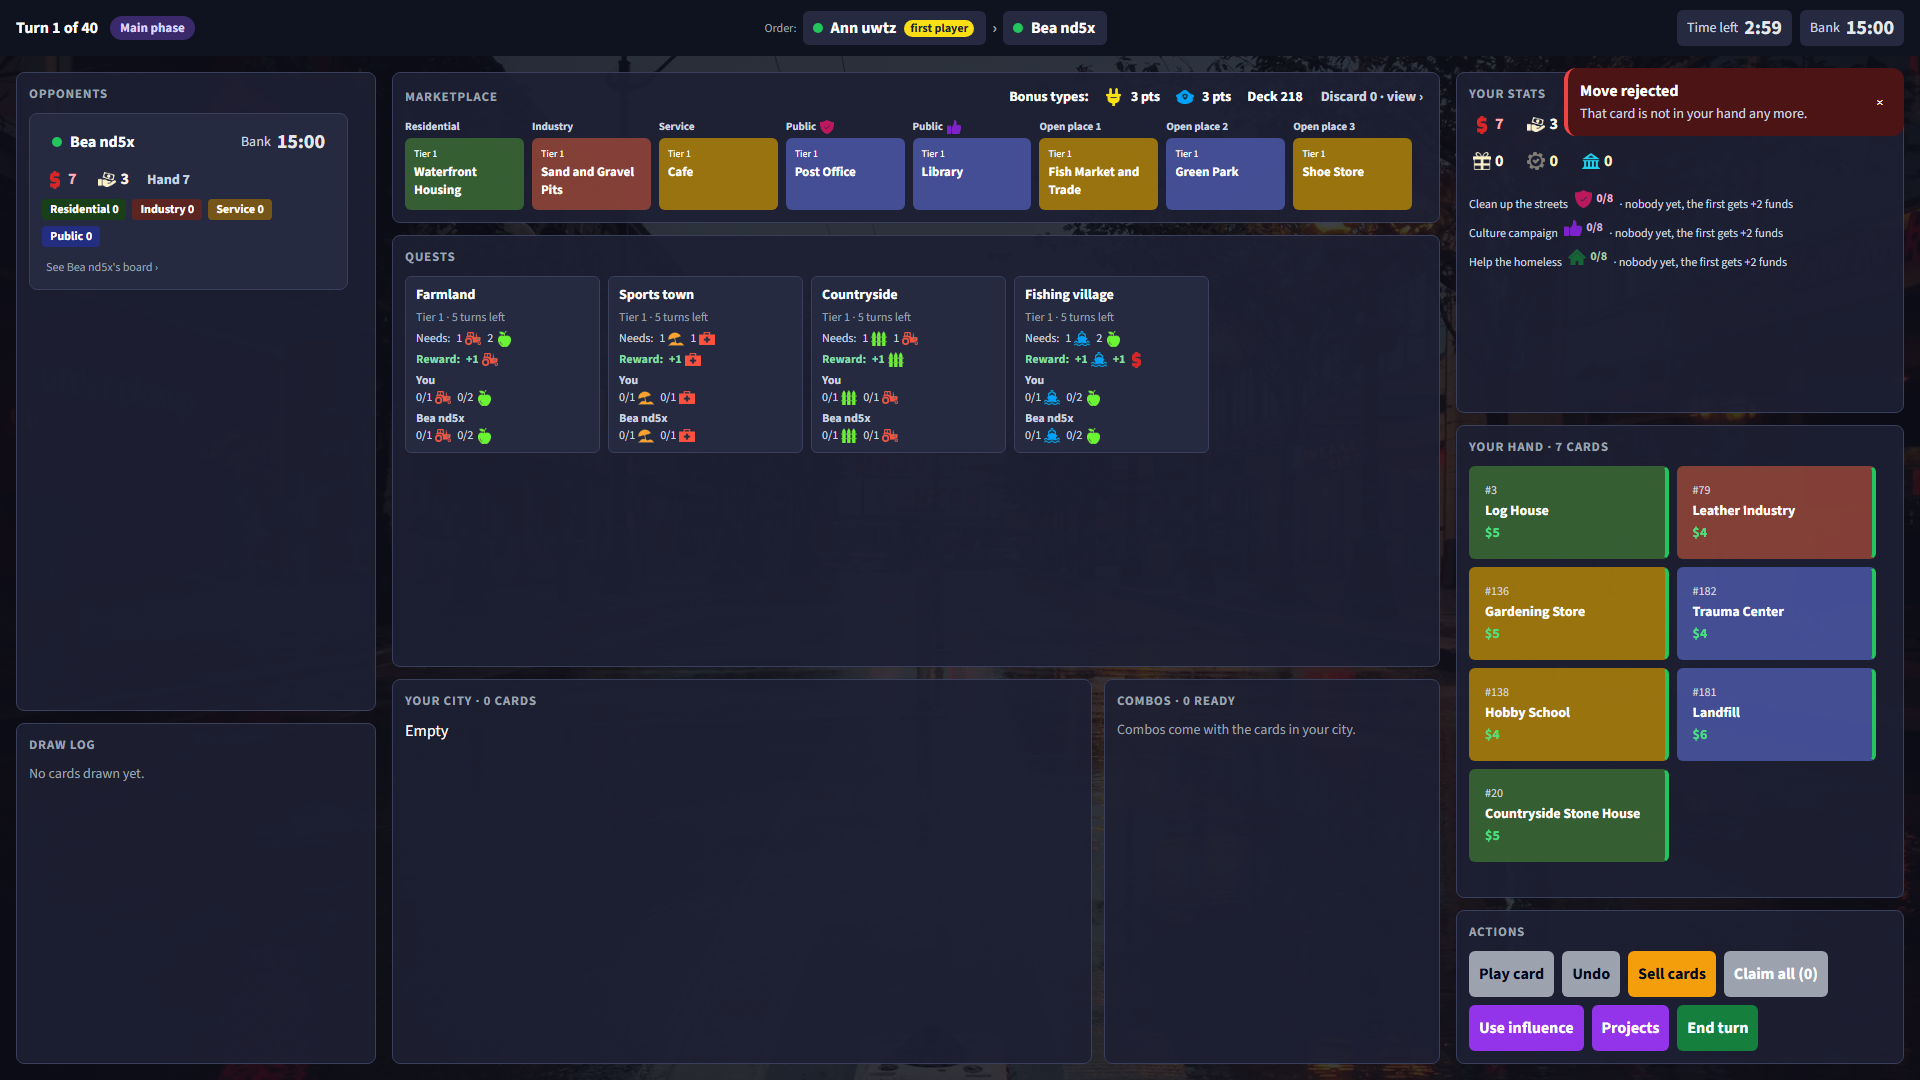 Turn 1 of 40
Main phase
Order:
Ann uwtz
first player
›
Bea nd5x
Time left 2:59
Bank 15:00
OPPONENTS
Bea nd5x
Bank 15:00
7
3
Hand 7
Residential 0
Industry 0
Service 0
Public 0
See Bea nd5x's board ›
DRAW LOG
No cards drawn yet.
MARKETPLACE
Bonus types:
3 pts
3 pts
Deck 218
Discard 0 · view ›
Residential
Tier 1
Waterfront
Housing
Industry
Tier 1
Sand and Gravel
Pits
Service
Tier 1
Cafe
Public
Tier 1
Post Office
Public
Tier 1
Library
Open place 1
Tier 1
Fish Market and
Trade
Open place 2
Tier 1
Green Park
Open place 3
Tier 1
Shoe Store
QUESTS
Farmland
Tier 1 · 5 turns left
Needs: 1 2
Reward: +1
You
0/1 0/2
Bea nd5x
0/1 0/2
Sports town
Tier 1 · 5 turns left
Needs: 1 1
Reward: +1
You
0/1 0/1
Bea nd5x
0/1 0/1
Countryside
Tier 1 · 5 turns left
Needs: 1 1
Reward: +1
You
0/1 0/1
Bea nd5x
0/1 0/1
Fishing village
Tier 1 · 5 turns left
Needs: 1 2
Reward: +1 +1
You
0/1 0/2
Bea nd5x
0/1 0/2
YOUR CITY · 0 CARDS
Empty
COMBOS · 0 READY
Combos come with the cards in your city.
YOUR STATS
7
3
Move rejected
That card is not in your hand any more.
×
0
0
0
Clean up the streets 0/8 · nobody yet, the first gets +2 funds
Culture campaign 0/8 · nobody yet, the first gets +2 funds
Help the homeless 0/8 · nobody yet, the first gets +2 funds
YOUR HAND · 7 CARDS
#3
Log House
$5
#79
Leather Industry
$4
#136
Gardening Store
$5
#182
Trauma Center
$4
#138
Hobby School
$4
#181
Landfill
$6
#20
Countryside Stone House
$5
ACTIONS
Play card
Undo
Sell cards
Claim all (0)
Use influence
Projects
End turn